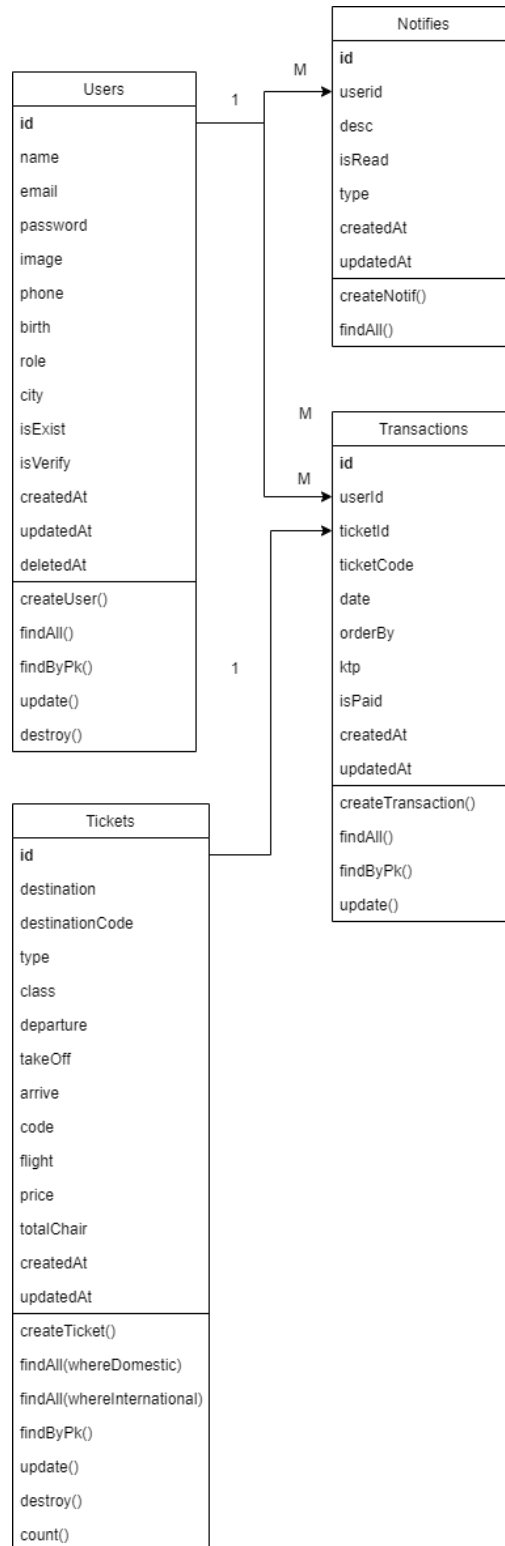 Notifies
id
userid
desc
isRead
type
createdAt
updatedAt
createNotif()
findAll()
M
1
Users
id
name
email
password
image
phone
birth
role
city
isExist
isVerify
createdAt
updatedAt
deletedAt
createUser()
findAll()
findByPk()
update()
destroy()
M
M
1
Transactions
id
userId
ticketId
ticketCode
date
orderBy
ktp
isPaid
createdAt
updatedAt
createTransaction()
findAll()
findByPk()
update()
Tickets
id
destination
destinationCode
type
class
departure
takeOff
arrive
code
flight
price
totalChair
createdAt
updatedAt
createTicket()
findAll(whereDomestic)
findAll(whereInternational)
findByPk()
update()
destroy()
count()